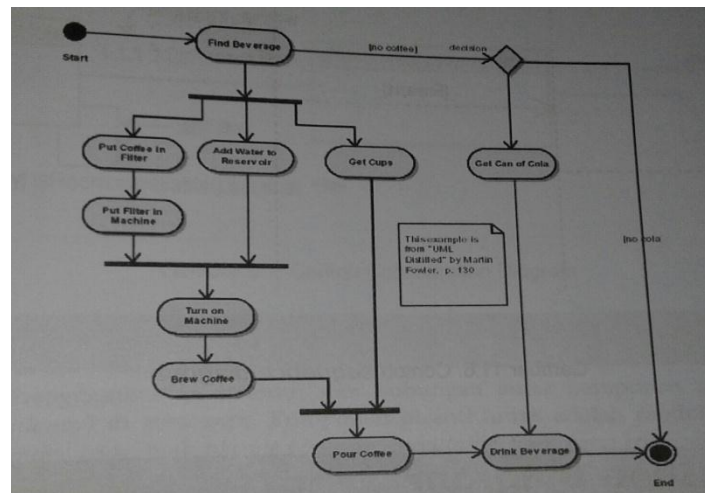 Start
Find Beverage
[no coffee]
decision
Put Coffee in
Filter
Add Water to
Reservoir
Get Cups
Get Can of Cola
Put Filter in
Machine
This example is
from "UML
Distilled" by Martin
Fowler, p. 130
[no cola
Turn on
Machine
Brew Coffee
Pour Coffee
Drink Beverage
End